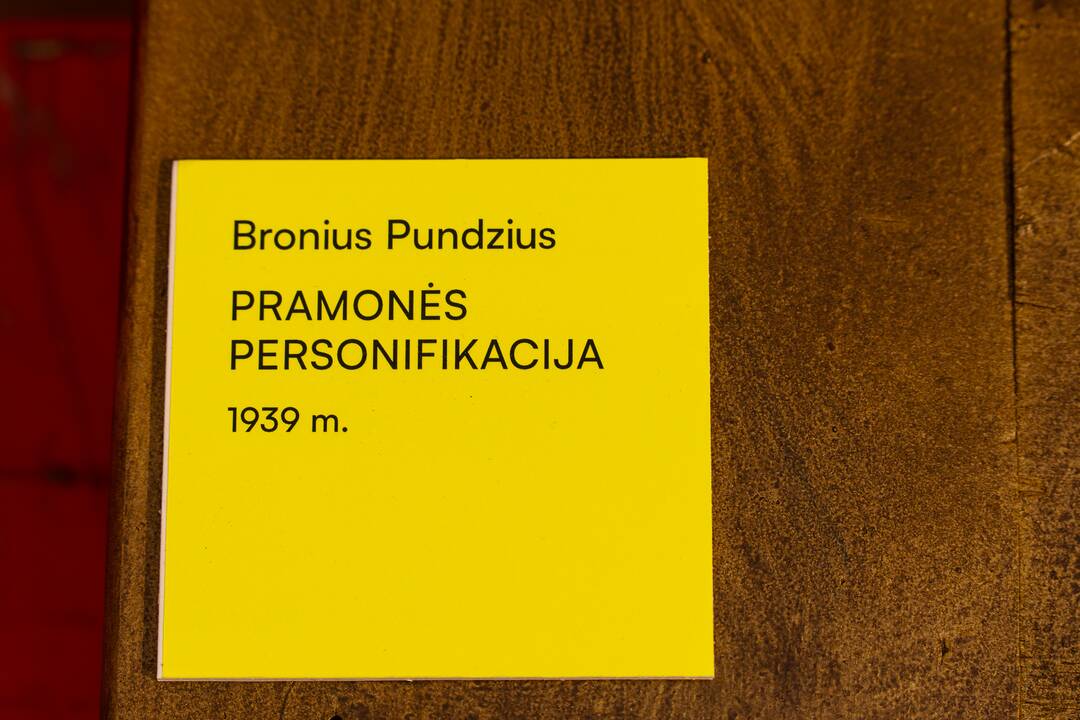 Bronius Pundzius
PRAMONĖS
PERSONIFIKACIJA
1939 m.